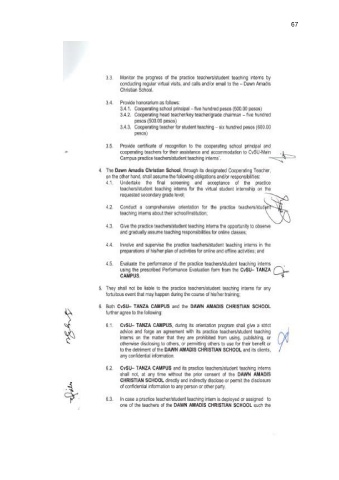 67
3.3. Monitor the progress of the practice teachers/student teaching interns by
conducting regular virtual visits, and calls and/or email to the – Dawn Amadis
Christian School.
3.4. Provide honorarium as follows:
3.4.1. Cooperating school principal – five hundred pesos (500.00 pesos)
3.4.2. Cooperating head teacher/key teacher/grade chairman – five hundred
pesos (500.00 pesos)
3.4.3. Cooperating teacher for student teaching – six hundred pesos (600.00
pesos)
3.5. Provide certificate of recognition to the cooperating school principal and
cooperating teachers for their assistance and accommodation to CvSU-Main
Campus practice teachers/student teaching interns'.
4. The Dawn Amadis Christian School, through its designated Cooperating Teacher,
on the other hand, shall assume the following obligations and/or responsibilities:
4.1. Undertake the final screening and acceptance of the practice
teachers/student teaching interns for the virtual student internship at the
requested secondary grade level;
4.2. Conduct a comprehensive orientation for the practice teachers/student
teaching interns about their school/institution;
4.3. Give the practice teachers/student teaching interns the opportunity to observe
and gradually assume teaching responsibilities for online classes;
4.4. Involve and supervise the practice teachers/student teaching interns in the
preparations of his/her plan of activities for online and offline activities; and
4.5. Evaluate the performance of the practice teachers/student teaching interns
using the prescribed Performance Evaluation form from the CvSU– TANZA
CAMPUS.
5. They shall not be liable to the practice teachers/student teaching interns for any
fortuitous event that may happen during the course of his/her training;
6. Both CvSU– TANZA CAMPUS and the DAWN AMADIS CHRISTIAN SCHOOL
further agree to the following:
6.1. CvSU– TANZA CAMPUS, during its orientation program shall give a strict
advice and forge an agreement with its practice teachers/student teaching
interns on the matter that they are prohibited from using, publishing, or
otherwise disclosing to others, or permitting others to use for their benefit or
to the detriment of the DAWN AMADIS CHRISTIAN SCHOOL and its clients,
any confidential information.
6.2. CvSU– TANZA CAMPUS and its practice teachers/student teaching interns
shall not, at any time without the prior consent of the DAWN AMADIS
CHRISTIAN SCHOOL directly and indirectly disclose or permit the disclosure
of confidential information to any person or other party.
6.3. In case a practice teacher/student teaching intern is deployed or assigned to
one of the teachers of the DAWN AMADIS CHRISTIAN SCHOOL such the